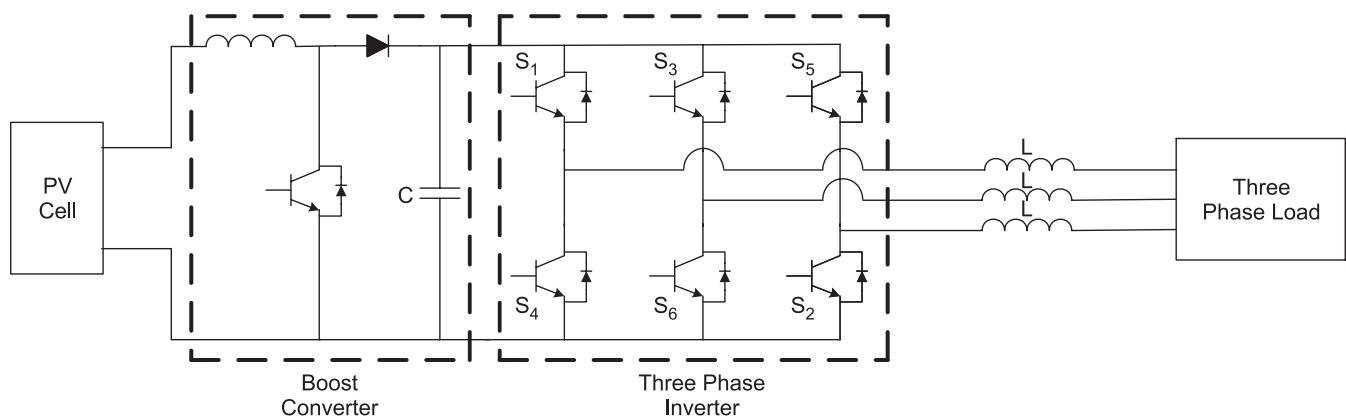 S1
S3
S5
L
PV
Cell
C
L
L
Three
Phase Load
S4
S6
S2
Boost
Converter
Three Phase
Inverter